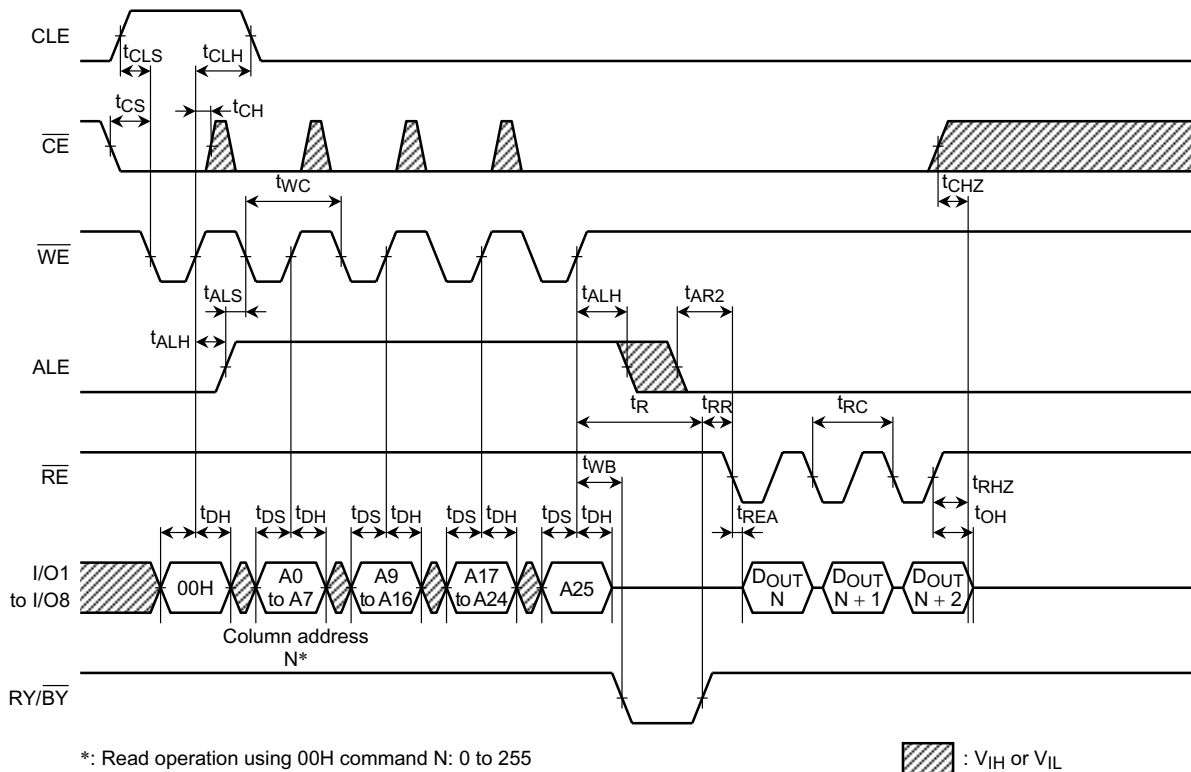 CLE
tCLS
tCLH
tCS
tCH
CE
tWC
tCHZ
WE
tALS
tALH
tAR2
tALH
ALE
tR
tRR
tRC
RE
tWB
tRHZ
tREA
tOH
tDH
tDS
tDH
tDS
tDH
tDS
tDH
tDS
tDH
I/O1
to I/O8
00H
A0
to A7
A9
to A16
A17
to A24
A25
DOUT
N
DOUT
N + 1
DOUT
N + 2
Column address
N*
RY/BY
*: Read operation using 00H command N: 0 to 255
: VIH or VIL